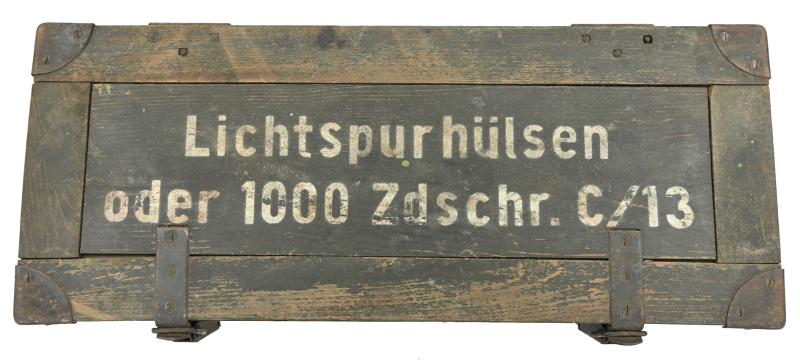 Lichtspurhülsen
oder 1000 Zdschr. C/13